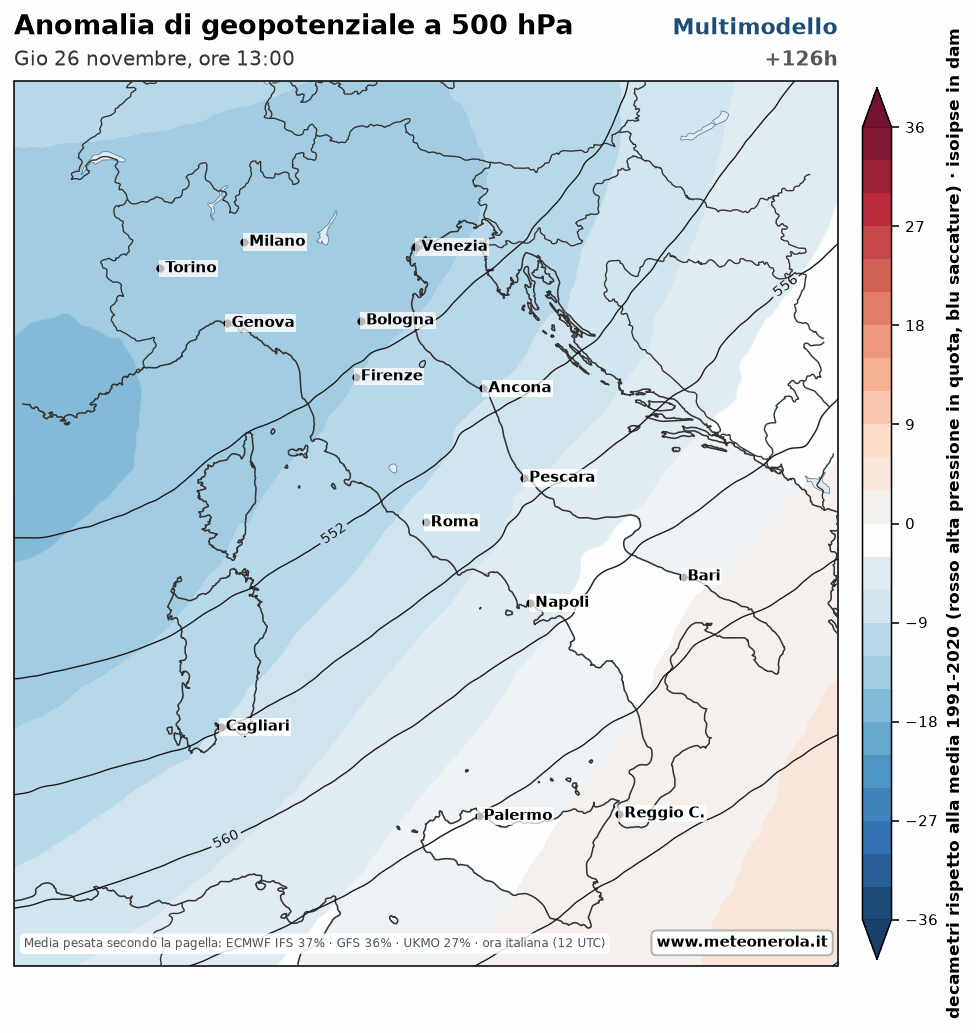 Anomalia di geopotenziale a 500 hPa
Multimodello
Gio 26 novembre, ore 13:00
+126h
Milano
Venezia
Torino
556
Genova
Bologna
Firenze
Ancona
Pescara
Roma
552
Bari
Napoli
Cagliari
Palermo
Reggio C.
560
Media pesata secondo la pagella: ECMWF IFS 37% · GFS 36% · UKMO 27% · ora italiana (12 UTC)
www.meteonerola.it
36
27
18
9
0
−9
−18
−27
−36
decametri rispetto alla media 1991-2020 (rosso alta pressione in quota, blu saccature) · isoipse in dam